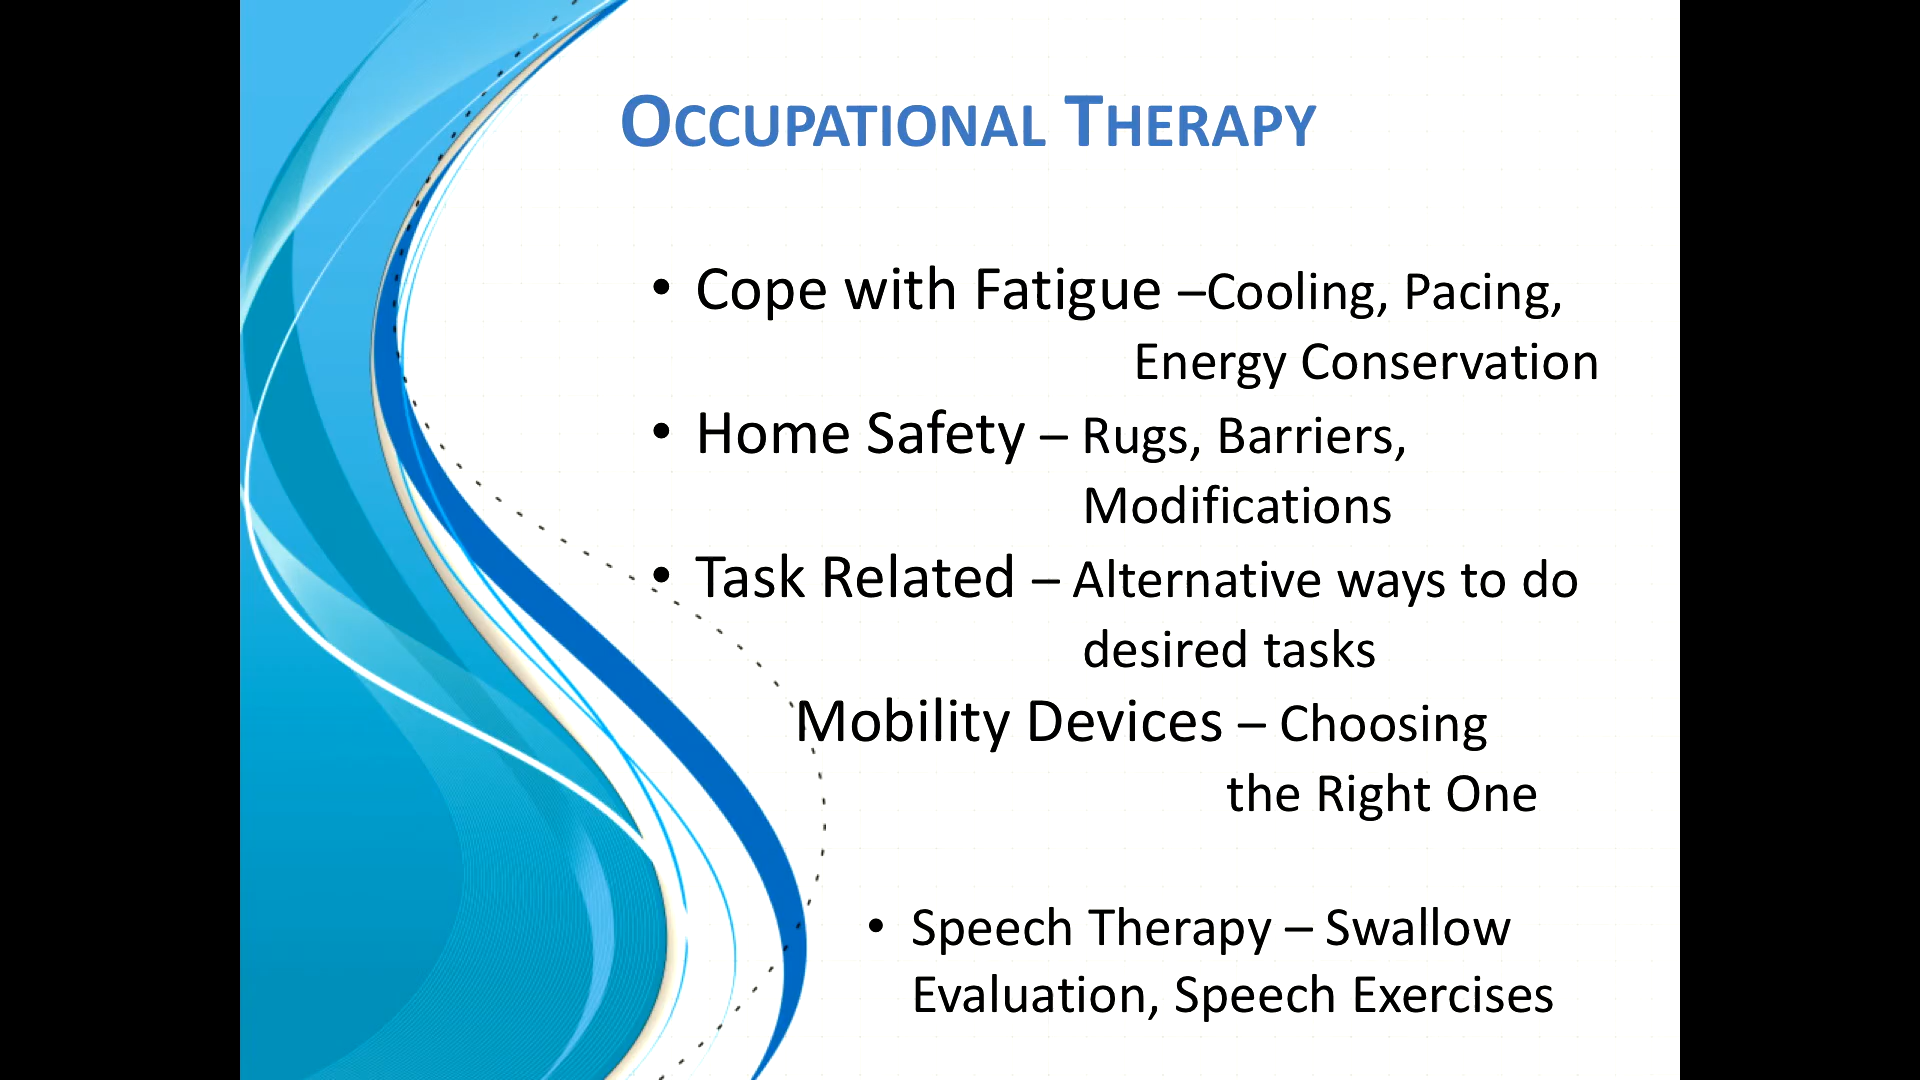 OCCUPATIONAL THERAPY
• Cope with Fatigue –Cooling, Pacing,
Energy Conservation
• Home Safety – Rugs, Barriers,
Modifications
• Task Related – Alternative ways to do
desired tasks
Mobility Devices – Choosing
the Right One
• Speech Therapy – Swallow
Evaluation, Speech Exercises